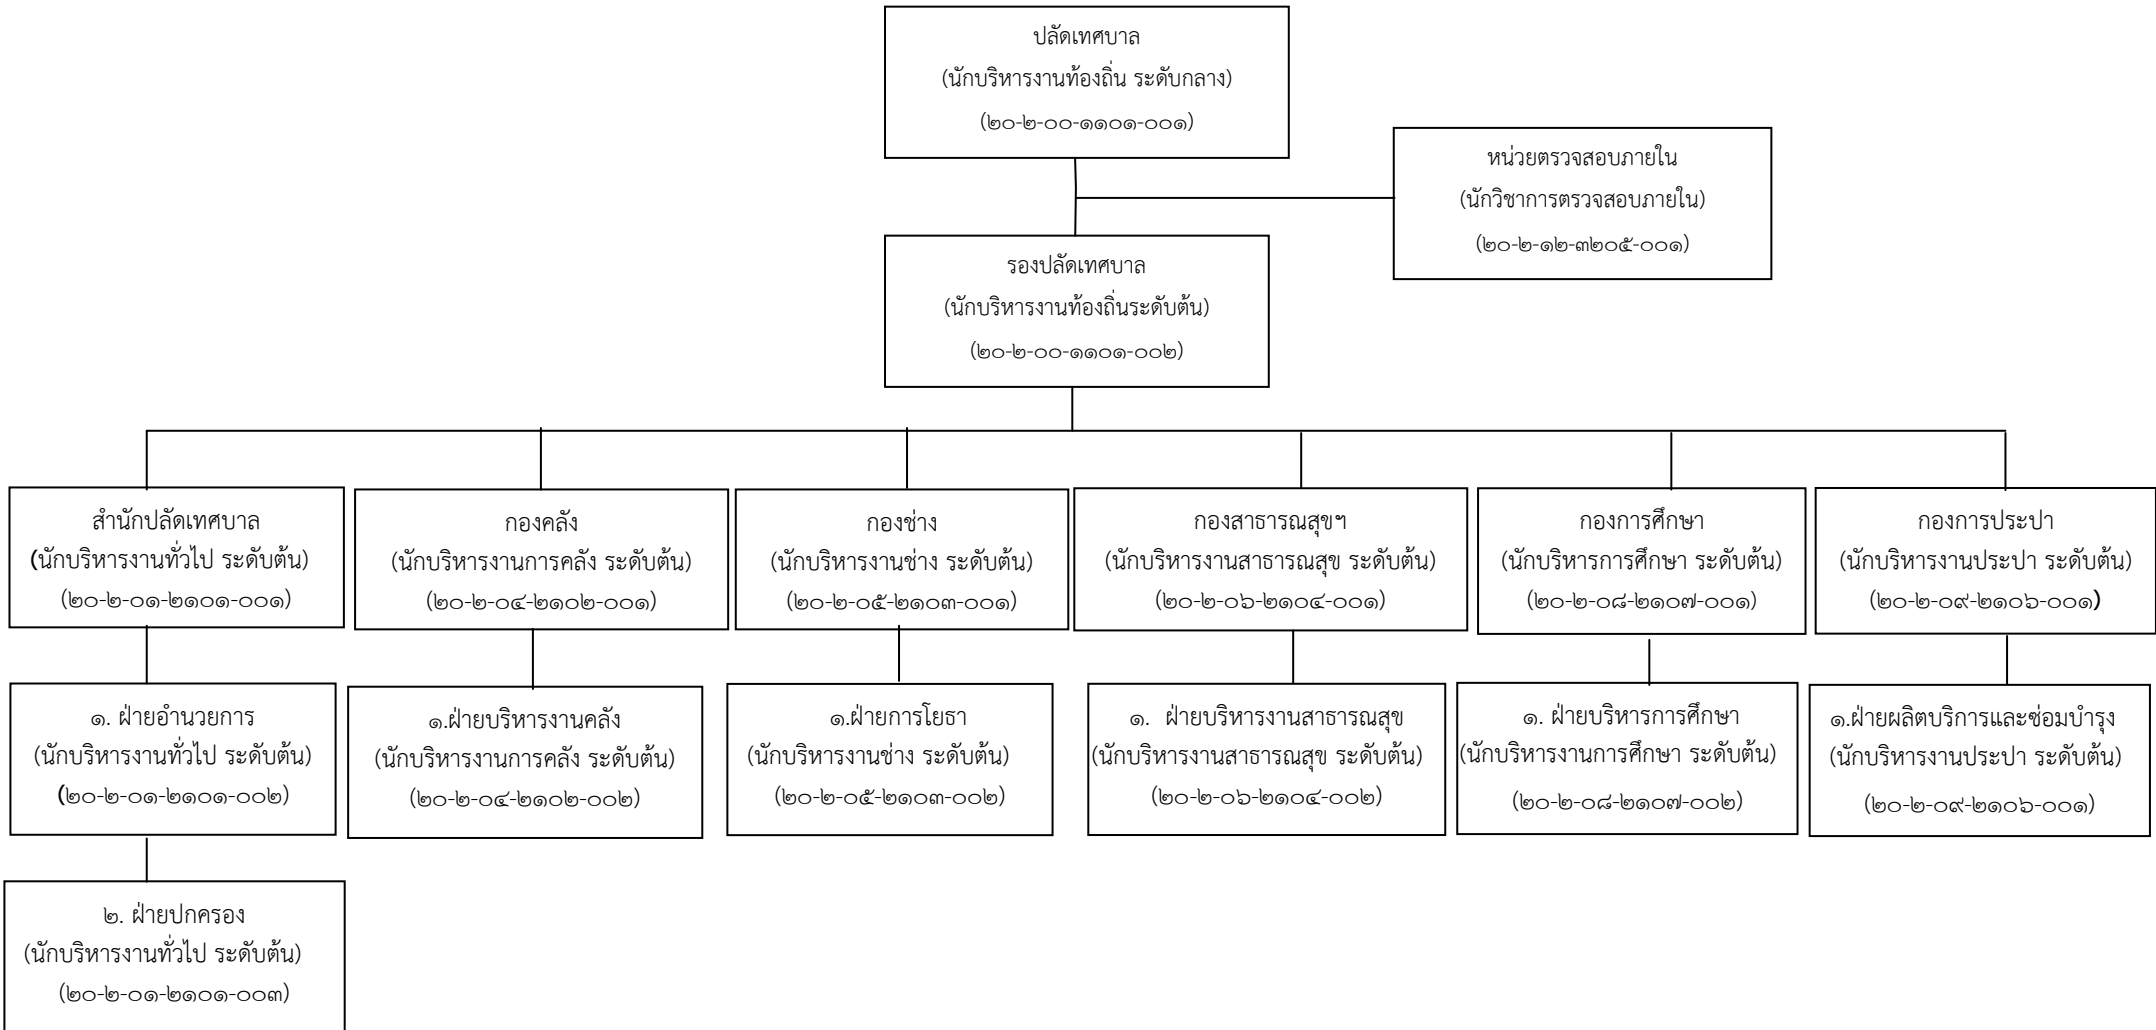 ปลัดเทศบาล
(นักบริหารงานท้องถิ่น ระดับกลาง)
(๒๐-๒-๐๐-๑๑๐๑-๐๐๑)
หน่วยตรวจสอบภายใน
(นักวิชาการตรวจสอบภายใน)
(๒๐-๒-๑๒-๓๒๐๕-๐๐๑)
รองปลัดเทศบาล
(นักบริหารงานท้องถิ่นระดับต้น)
(๒๐-๒-๐๐-๑๑๐๑-๐๐๒)
สำนักปลัดเทศบาล
(นักบริหารงานทั่วไป ระดับต้น)
(๒๐-๒-๐๑-๒๑๐๑-๐๐๑)
กองคลัง
(นักบริหารงานการคลัง ระดับต้น)
(๒๐-๒-๐๔-๒๑๐๒-๐๐๑)
กองช่าง
(นักบริหารงานช่าง ระดับต้น)
(๒๐-๒-๐๕-๒๑๐๓-๐๐๑)
กองสาธารณสุขฯ
(นักบริหารงานสาธารณสุข ระดับต้น)
(๒๐-๒-๐๖-๒๑๐๔-๐๐๑)
กองการศึกษา
(นักบริหารการศึกษา ระดับต้น)
(๒๐-๒-๐๘-๒๑๐๗-๐๐๑)
กองการประปา
(นักบริหารงานประปา ระดับต้น)
(๒๐-๒-๐๙-๒๑๐๖-๐๐๑)
๑. ฝ่ายอำนวยการ
(นักบริหารงานทั่วไป ระดับต้น)
(๒๐-๒-๐๑-๒๑๐๑-๐๐๒)
๑.ฝ่ายบริหารงานคลัง
(นักบริหารงานการคลัง ระดับต้น)
(๒๐-๒-๐๔-๒๑๐๒-๐๐๒)
๑.ฝ่ายการโยธา
(นักบริหารงานช่าง ระดับต้น)
(๒๐-๒-๐๕-๒๑๐๓-๐๐๒)
๑. ฝ่ายบริหารงานสาธารณสุข
(นักบริหารงานสาธารณสุข ระดับต้น)
(๒๐-๒-๐๖-๒๑๐๔-๐๐๒)
๑. ฝ่ายบริหารการศึกษา
(นักบริหารงานการศึกษา ระดับต้น)
(๒๐-๒-๐๘-๒๑๐๗-๐๐๒)
๑.ฝ่ายผลิตบริการและซ่อมบำรุง
(นักบริหารงานประปา ระดับต้น)
(๒๐-๒-๐๙-๒๑๐๖-๐๐๑)
๒. ฝ่ายปกครอง
(นักบริหารงานทั่วไป ระดับต้น)
(๒๐-๒-๐๑-๒๑๐๑-๐๐๓)